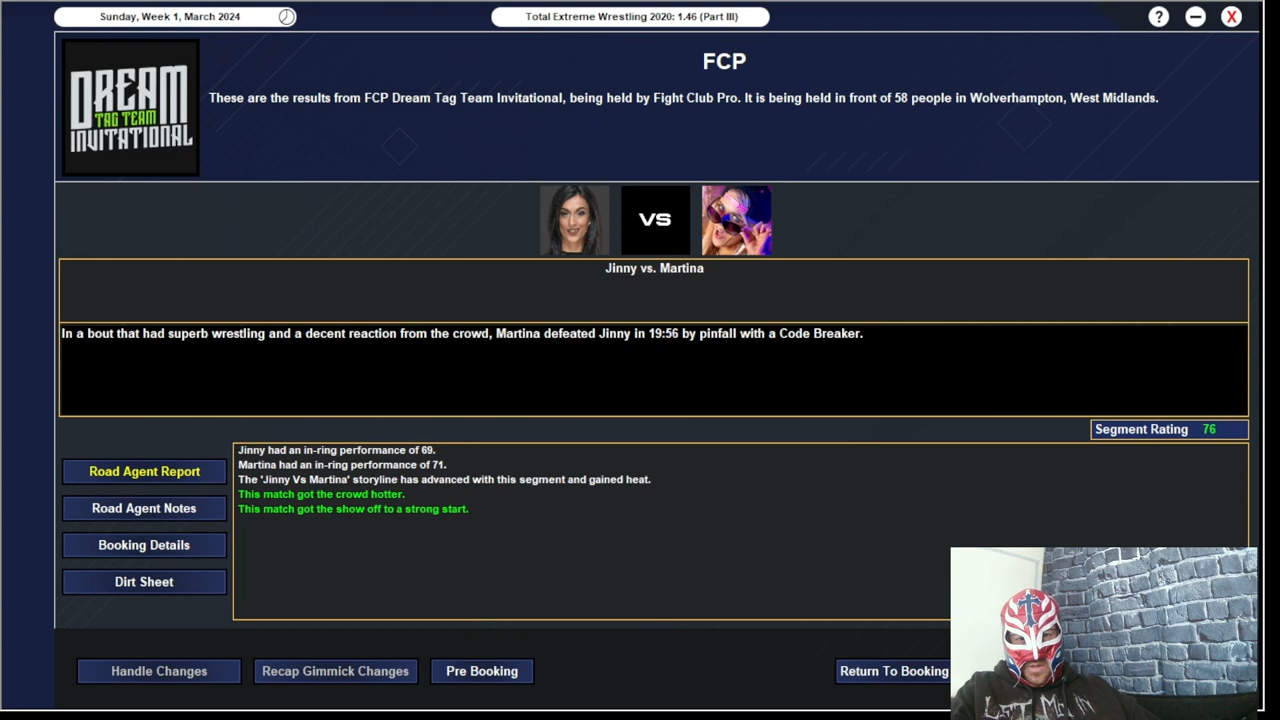 Sunday, Week 1, March 2024
Total Extreme Wrestling 2020: 1.46 (Part III)
?
X
DREAM
TAG TEAM
INVITATIONAL
FCP
These are the results from FCP Dream Tag Team Invitational, being held by Fight Club Pro. It is being held in front of 58 people in Wolverhampton, West Midlands.
VS
Jinny vs. Martina
In a bout that had superb wrestling and a decent reaction from the crowd, Martina defeated Jinny in 19:56 by pinfall with a Code Breaker.
Segment Rating 76
Road Agent Report
Road Agent Notes
Booking Details
Dirt Sheet
Jinny had an in-ring performance of 69.
Martina had an in-ring performance of 71.
The 'Jinny Vs Martina' storyline has advanced with this segment and gained heat.
This match got the crowd hotter.
This match got the show off to a strong start.
Handle Changes
Recap Gimmick Changes
Pre Booking
Return To Booking
LET ME IN